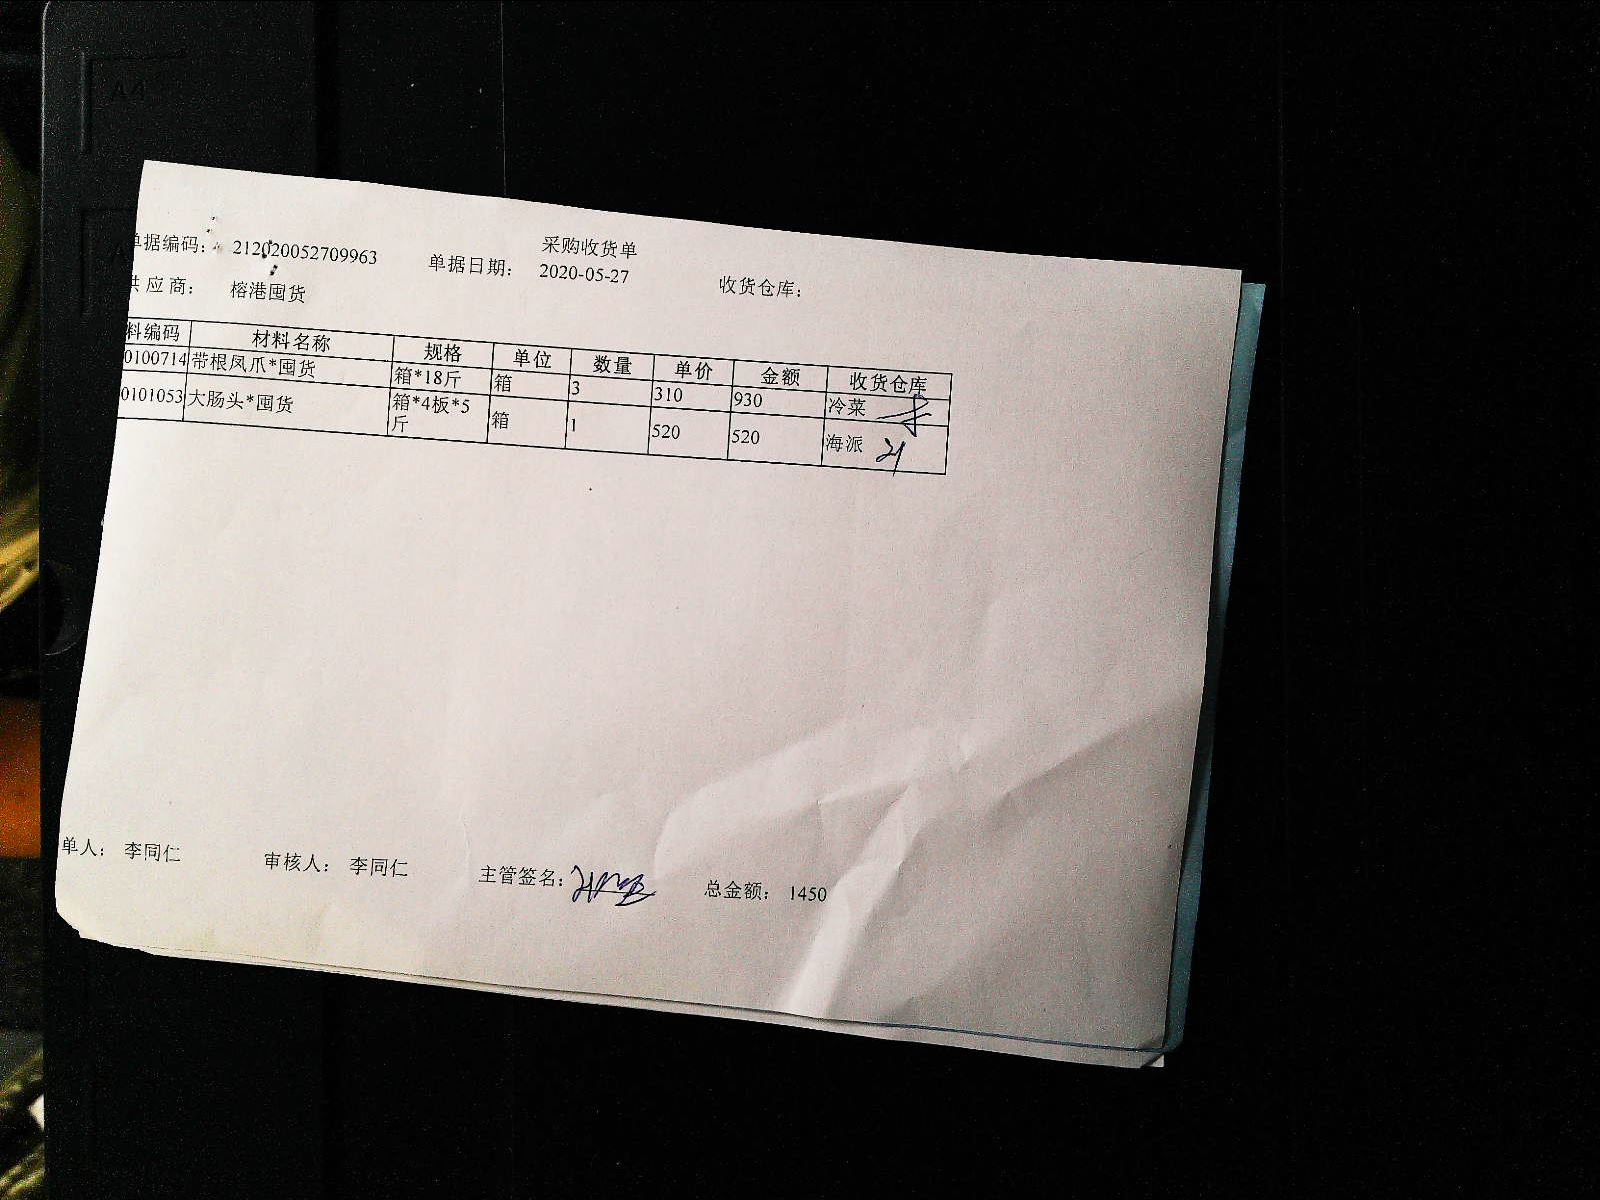 采购收货单
单据编码： 212020052709963 单据日期： 2020-05-27 收货仓库：
供应商： 榕港囤货
料编码 材料名称 规格 单位 数量 单价 金额 收货仓库
0100714 带根凤爪*囤货 箱*18斤 箱 3 310 930 冷菜
0101053 大肠头*囤货 箱*4板*5斤 箱 1 520 520 海派
单人： 李同仁 审核人： 李同仁 主管签名： 总金额： 1450